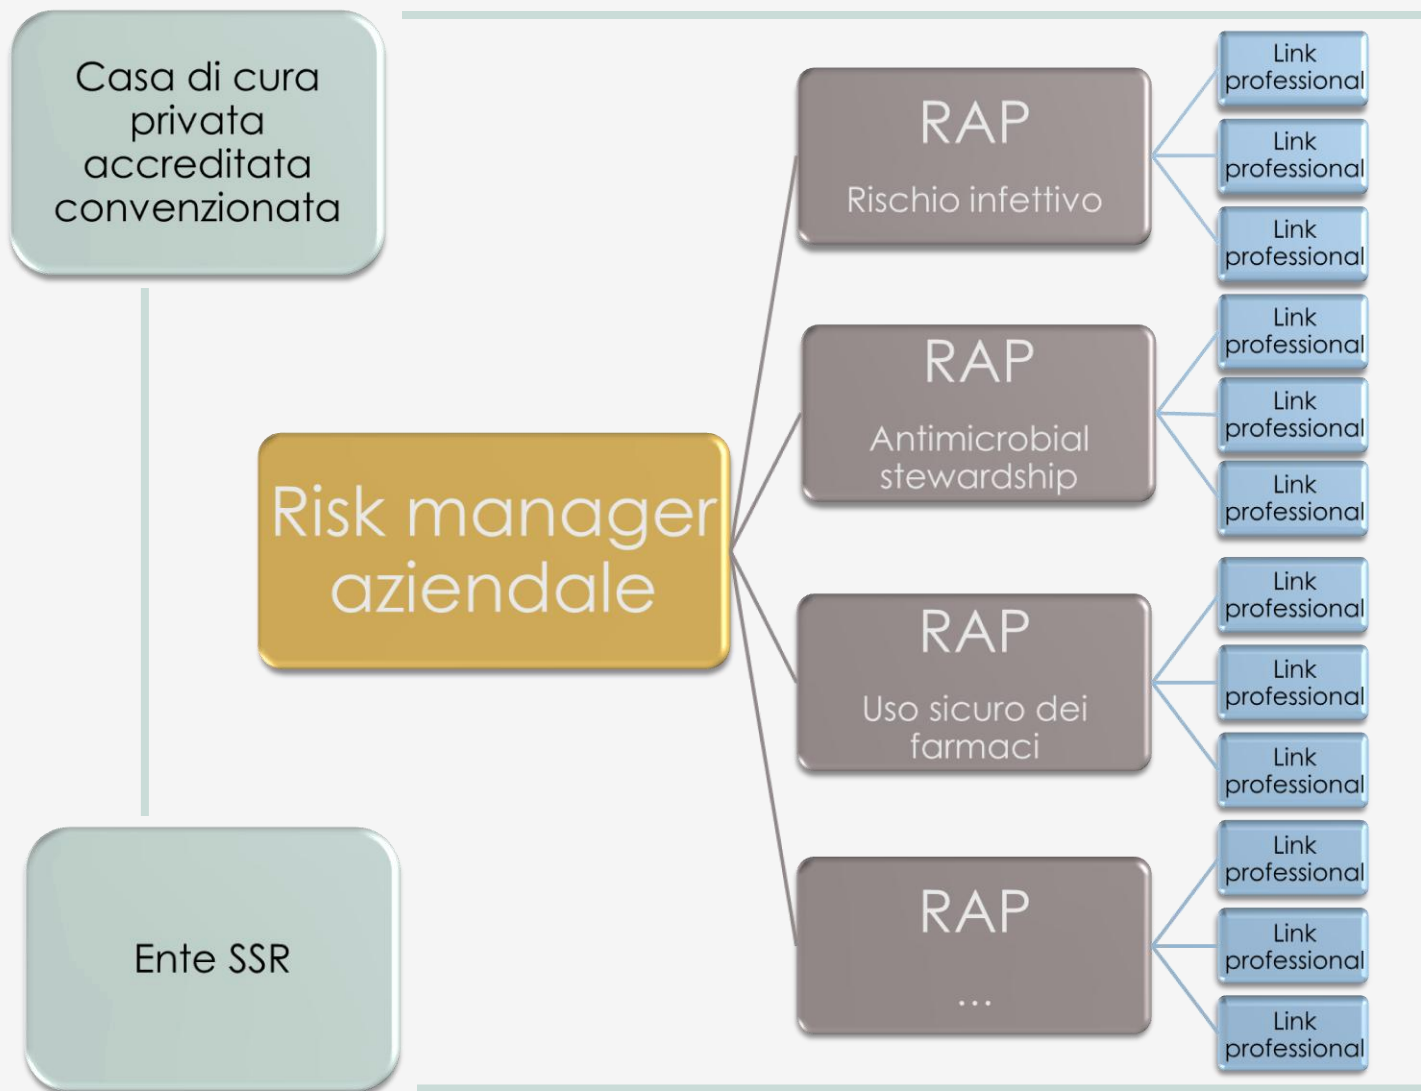 Casa di cura
privata
accreditata
convenzionata
Ente SSR
Risk manager
aziendale
RAP
Rischio infettivo
Link
professional
Link
professional
Link
professional
RAP
Antimicrobial
stewardship
Link
professional
Link
professional
Link
professional
RAP
Uso sicuro dei
farmaci
Link
professional
Link
professional
Link
professional
RAP
...
Link
professional
Link
professional
Link
professional